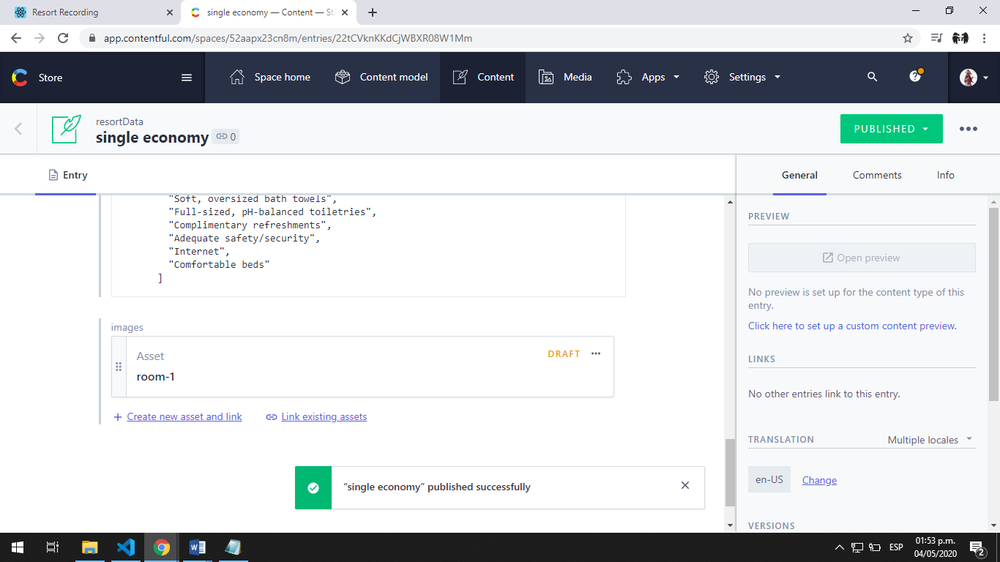 Resort Recording
single economy — Content — St
app.contentful.com/spaces/52aapx23cn8m/entries/22tCVknKKdCjWBXR08W1Mm
Store
Space home
Content model
Content
Media
Apps
Settings
resortData
single economy
0
PUBLISHED
Entry
General
Comments
Info
"Soft, oversized bath towels",
"Full-sized, pH-balanced toiletries",
"Complimentary refreshments",
"Adequate safety/security",
"Internet",
"Comfortable beds"
]
images
Asset
DRAFT
room-1
Create new asset and link
Link existing assets
“single economy” published successfully
PREVIEW
Open preview
No preview is set up for the content type of this
entry.
Click here to set up a custom content preview.
LINKS
No other entries link to this entry.
TRANSLATION
Multiple locales
en-US
Change
VERSIONS
ESP
01:53 p.m.
04/05/2020
2